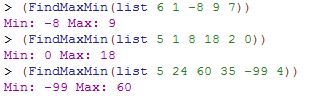 > (FindMaxMin(list 6 1 -8 9 7))
Min: -8 Max: 9
> (FindMaxMin(list 5 1 8 18 2 0))
Min: 0 Max: 18
> (FindMaxMin(list 5 24 60 35 -99 4))
Min: -99 Max: 60